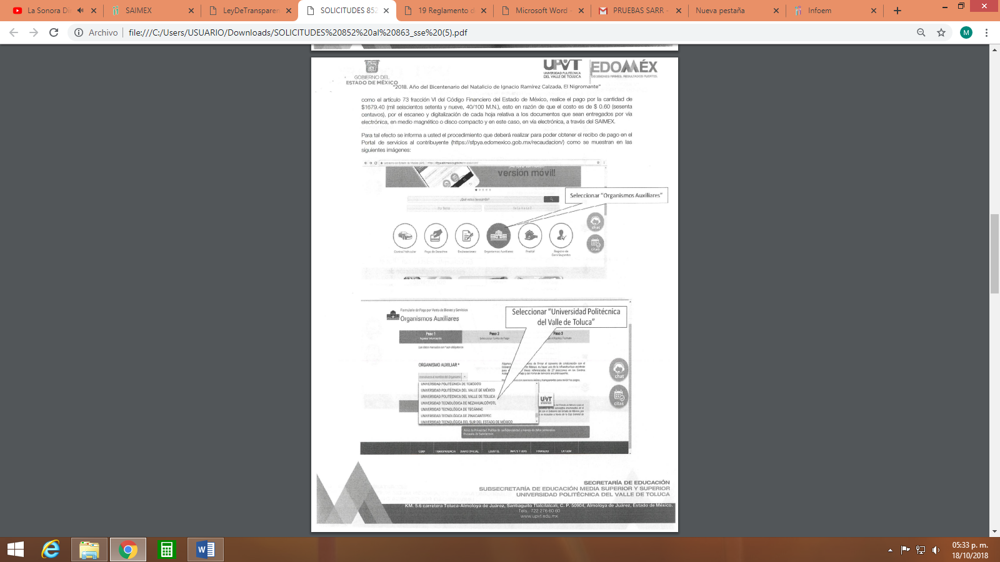 La Sonora Di
SAIMEX
LeyDeTransparen
SOLICITUDES 852
19 Reglamento d
Microsoft Word -
PRUEBAS SARR -
Nueva pestaña
Infoem
Archivo
file:///C:/Users/USUARIO/Downloads/SOLICITUDES%20852%20al%20863_sse%20(5).pdf
M
GOBIERNO DEL
ESTADO DE MÉXICO
UPVT
UNIVERSIDAD POLITÉCNICA
DEL VALLE DE TOLUCA
EDOMÉX
DECISIONES FIRMES, RESULTADOS FUERTES.
"2018. Año del Bicentenario del Natalicio de Ignacio Ramírez Calzada, El Nigromante"
como el artículo 73 fracción VI del Código Financiero del Estado de México, realice el pago por la cantidad de
$1679.40 (mil seiscientos setenta y nueve, 40/100 M.N.), esto en razón de que el costo es de $ 0.60 (sesenta
centavos), por el escaneo y digitalización de cada hoja relativa a los documentos que sean entregados por vía
electrónica, en medio magnético o disco compacto y en este caso, en vía electrónica, a través del SAIMEX.
Para tal efecto se informa a usted el procedimiento que deberá realizar para poder obtener el recibo de pago en el
Portal de servicios al contribuyente (https://sfpya.edomexico.gob.mx/recaudacion/) como se muestran en las
siguientes imágenes:
versión móvil!
¿Qué estás buscando?
Seleccionar "Organismos Auxiliares"
chat
citas
Control Vehicular
Pago de Derechos
Declaraciones
Organismos Auxiliares
Predial
Registro de
Contribuyentes
Formulario de Pago por Venta de Bienes y Servicios
Organismos Auxiliares
Seleccionar "Universidad Politécnica
del Valle de Toluca"
Paso 1
Paso 2
Paso 3
Los datos marcados con * son obligatorios
ORGANISMO AUXILIAR *
UNIVERSIDAD POLITÉCNICA DE TEXCOCO
UNIVERSIDAD POLITÉCNICA DEL VALLE DE MÉXICO
UNIVERSIDAD POLITÉCNICA DEL VALLE DE TOLUCA
UNIVERSIDAD TECNOLÓGICA DE NEZAHUALCÓYOTL
UNIVERSIDAD TECNOLÓGICA DE TECÁMAC
UNIVERSIDAD TECNOLÓGICA DE ZINACANTEPEC
UNIVERSIDAD TECNOLÓGICA DEL SUR DEL ESTADO DE MÉXICO
UPVT
chat
citas
CURP
TRANSPARENCIA
DIARIO OFICIAL
SECRETARÍA DE EDUCACIÓN
SUBSECRETARÍA DE EDUCACIÓN MEDIA SUPERIOR Y SUPERIOR
UNIVERSIDAD POLITÉCNICA DEL VALLE DE TOLUCA
KM. 5.6 carretera Toluca-Almoloya de Juárez, Santiaguito Tlalcilalcali, C. P. 50904, Almoloya de Juárez, Estado de México.
Tels.: 722 276 60 60
www.upvt.edu.mx
05:33 p. m.
18/10/2018